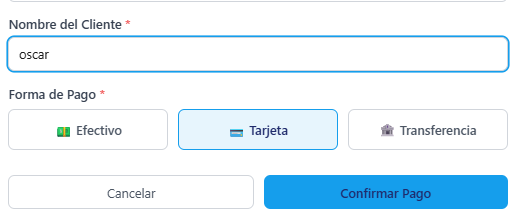 Nombre del Cliente *
oscar
Forma de Pago *
Efectivo
Tarjeta
Transferencia
Cancelar
Confirmar Pago